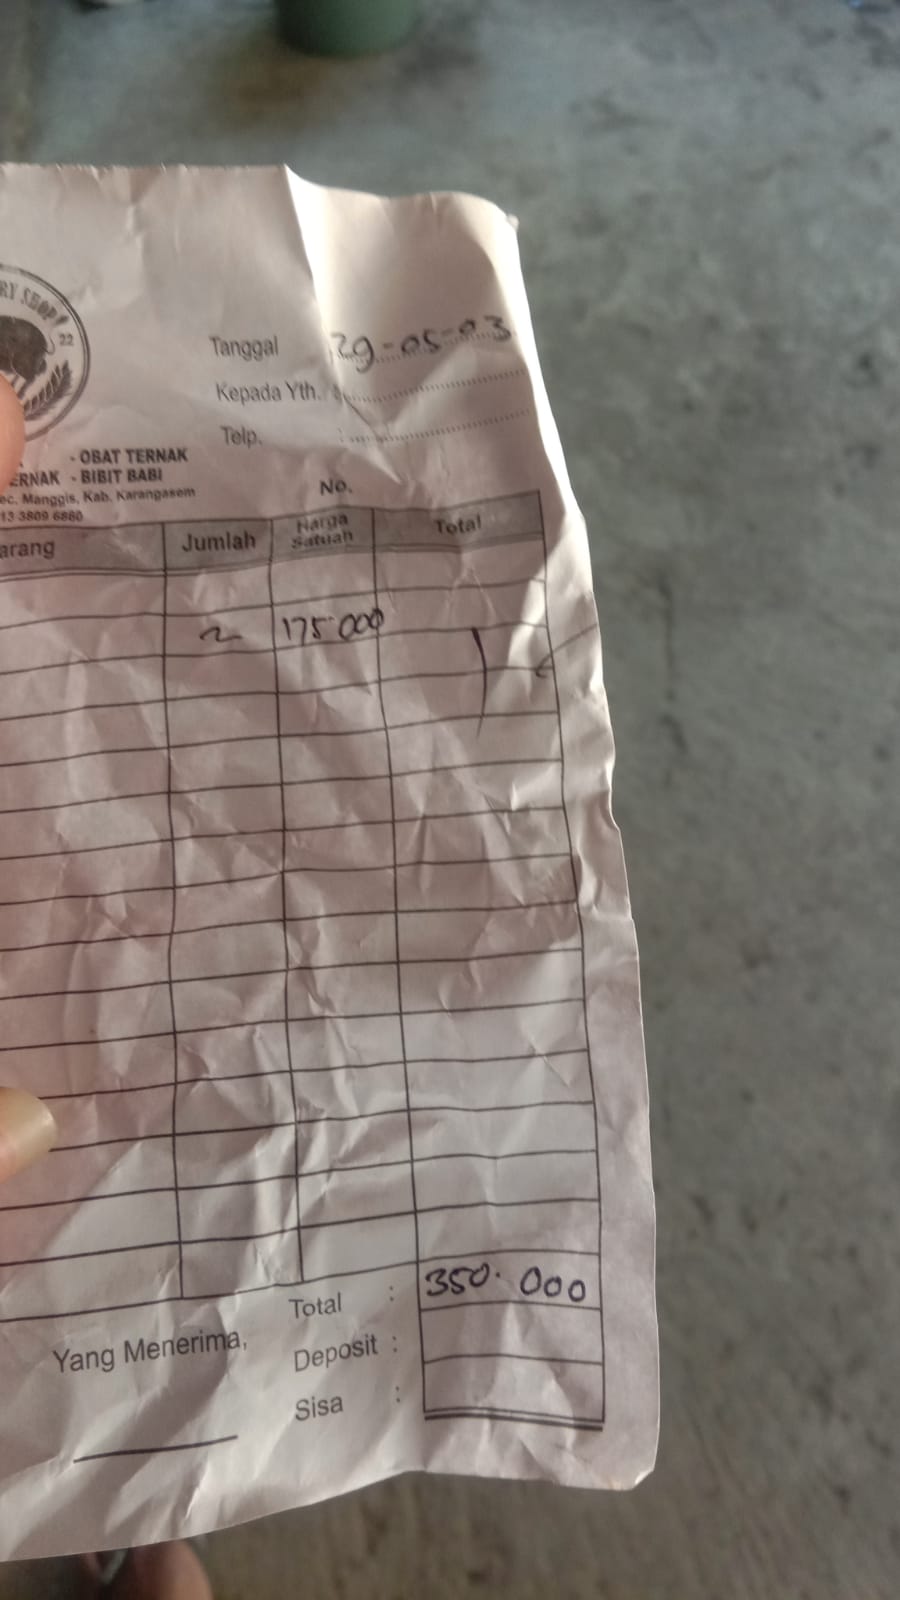 RY SHOP
22
Tanggal 29-05-03
Kepada Yth. :
Telp. :
- OBAT TERNAK
ERNAK - BIBIT BABI
ec. Manggis, Kab. Karangasem
13 3809 6880
No.
arang Jumlah Harga Satuan Total
2 175.000
Total : 350.000
Yang Menerima,
Deposit :
Sisa :